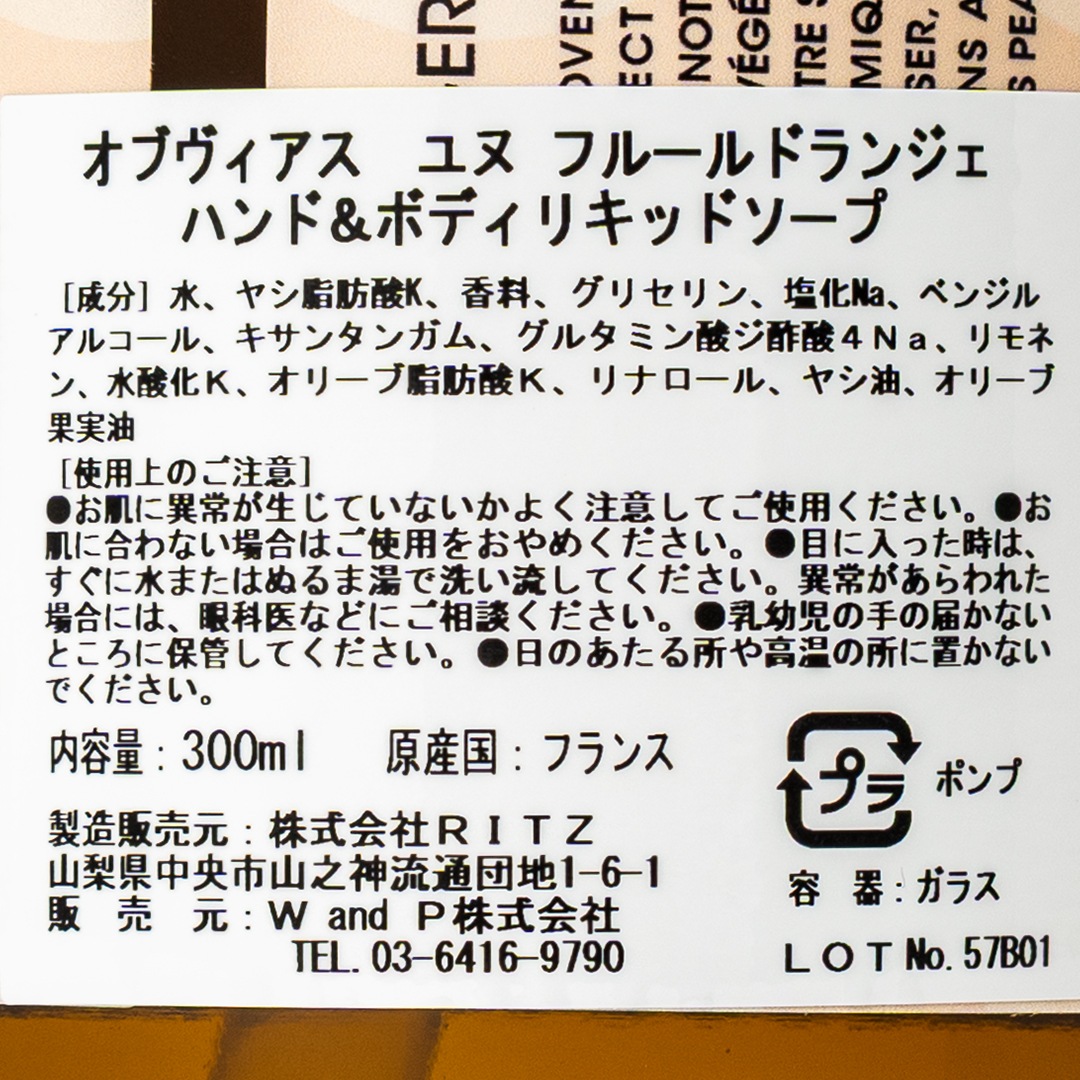 ER
OVEN
ECT
NOT
VÉGÉ
TRE S
MIQ
SER,
NS A
S PEA
オブヴィアス　ユヌ フルールドランジェ
ハンド&ボディリキッドソープ
［成分］水、ヤシ脂肪酸K、香料、グリセリン、塩化Na、ベンジル
アルコール、キサンタンガム、グルタミン酸ジ酢酸４Ｎａ、リモネ
ン、水酸化Ｋ、オリーブ脂肪酸Ｋ、リナロール、ヤシ油、オリーブ
果実油
［使用上のご注意］
●お肌に異常が生じていないかよく注意してご使用ください。●お
肌に合わない場合はご使用をおやめください。●目に入った時は、
すぐに水またはぬるま湯で洗い流してください。異常があらわれた
場合には、眼科医などにご相談ください。●乳幼児の手の届かない
ところに保管してください。●日のあたる所や高温の所に置かない
でください。
内容量：300ml　原産国：フランス
プラ ポンプ
製造販売元：株式会社ＲＩＴＺ
山梨県中央市山之神流通団地1-6-1
容　器：ガラス
販　売　元：Ｗ and Ｐ株式会社
TEL. 03-6416-9790
ＬＯＴ No. 57B01